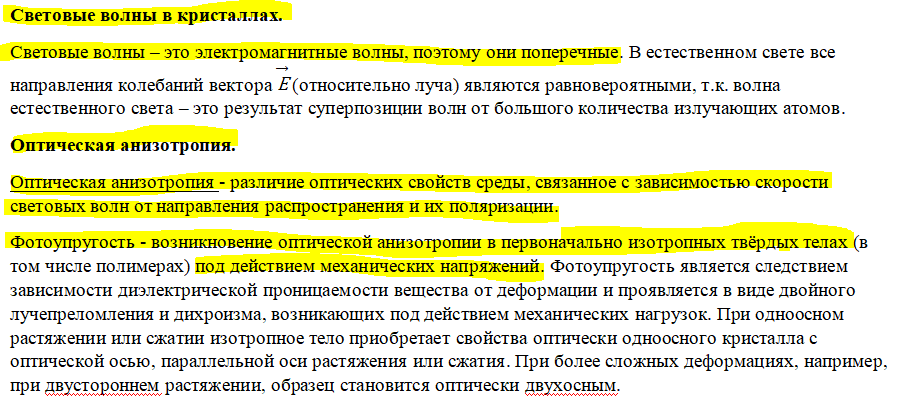 Световые волны в кристаллах.
Световые волны – это электромагнитные волны, поэтому они поперечные. В естественном свете все
направления колебаний вектора E⃗ (относительно луча) являются равновероятными, т.к. волна
естественного света – это результат суперпозиции волн от большого количества излучающих атомов.
Оптическая анизотропия.
Оптическая анизотропия - различие оптических свойств среды, связанное с зависимостью скорости
световых волн от направления распространения и их поляризации.
Фотоупругость - возникновение оптической анизотропии в первоначально изотропных твёрдых телах (в
том числе полимерах) под действием механических напряжений. Фотоупругость является следствием
зависимости диэлектрической проницаемости вещества от деформации и проявляется в виде двойного
лучепреломления и дихроизма, возникающих под действием механических нагрузок. При одноосном
растяжении или сжатии изотропное тело приобретает свойства оптически одноосного кристалла с
оптической осью, параллельной оси растяжения или сжатия. При более сложных деформациях, например,
при двустороннем растяжении, образец становится оптически двухосным.